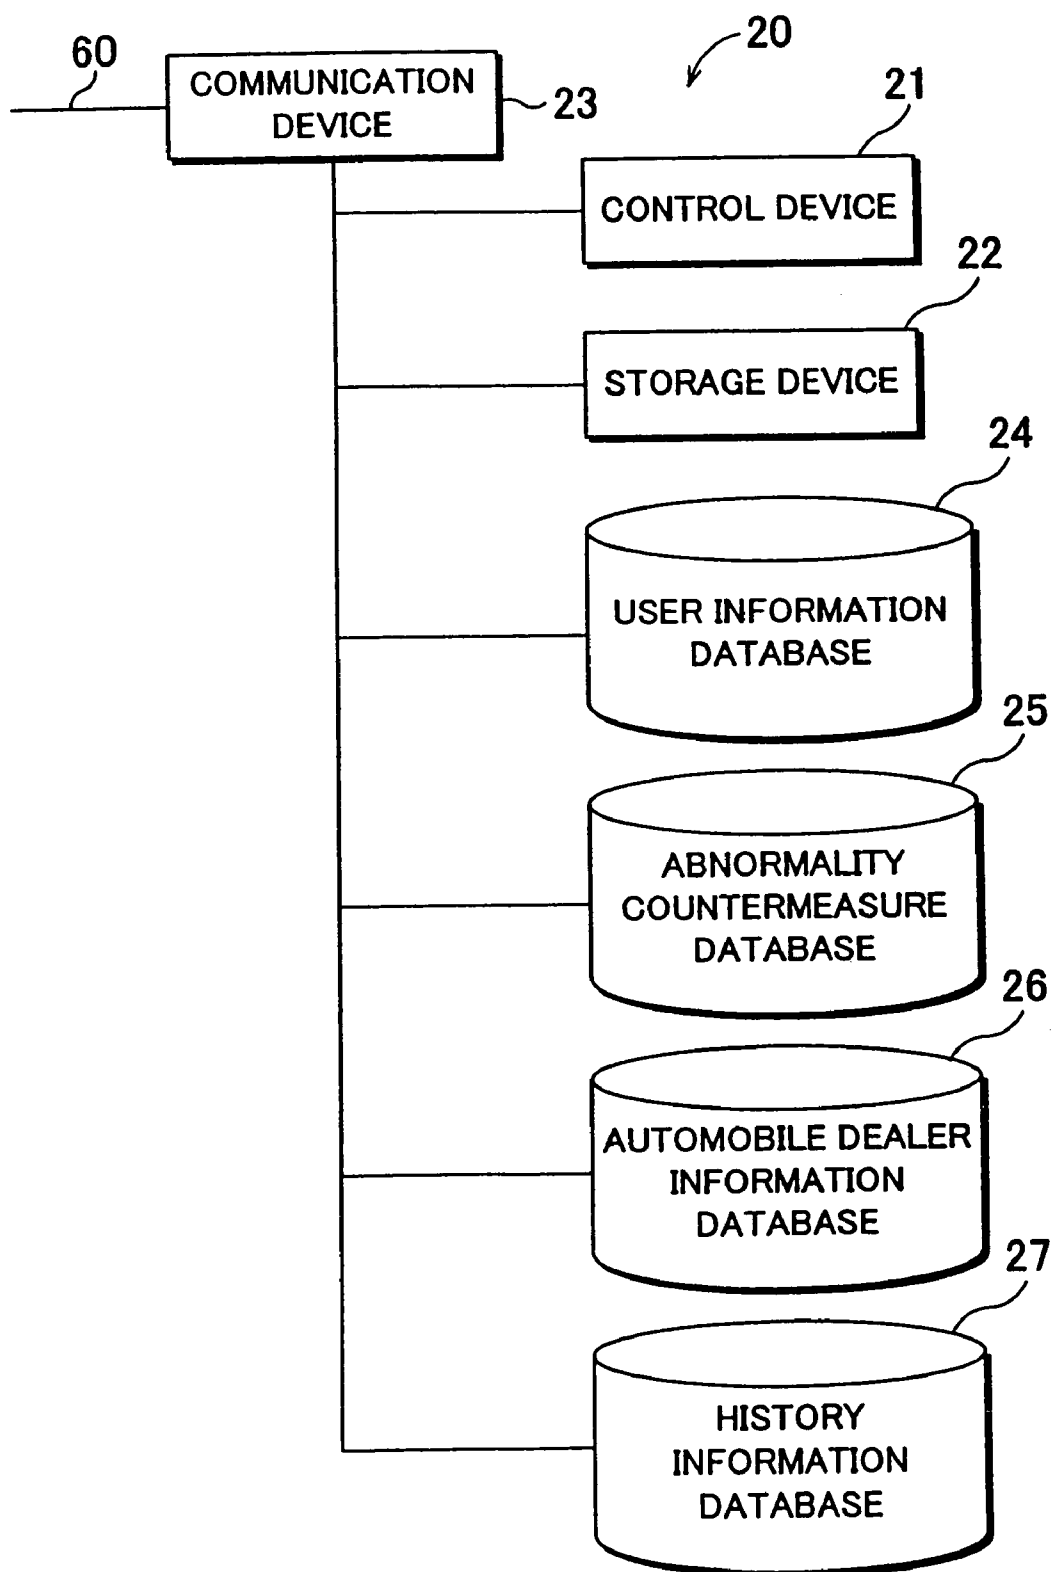 20
60
COMMUNICATION
DEVICE
23
21
CONTROL DEVICE
22
STORAGE DEVICE
24
USER INFORMATION
DATABASE
25
ABNORMALITY
COUNTERMEASURE
DATABASE
26
AUTOMOBILE DEALER
INFORMATION
DATABASE
27
HISTORY
INFORMATION
DATABASE